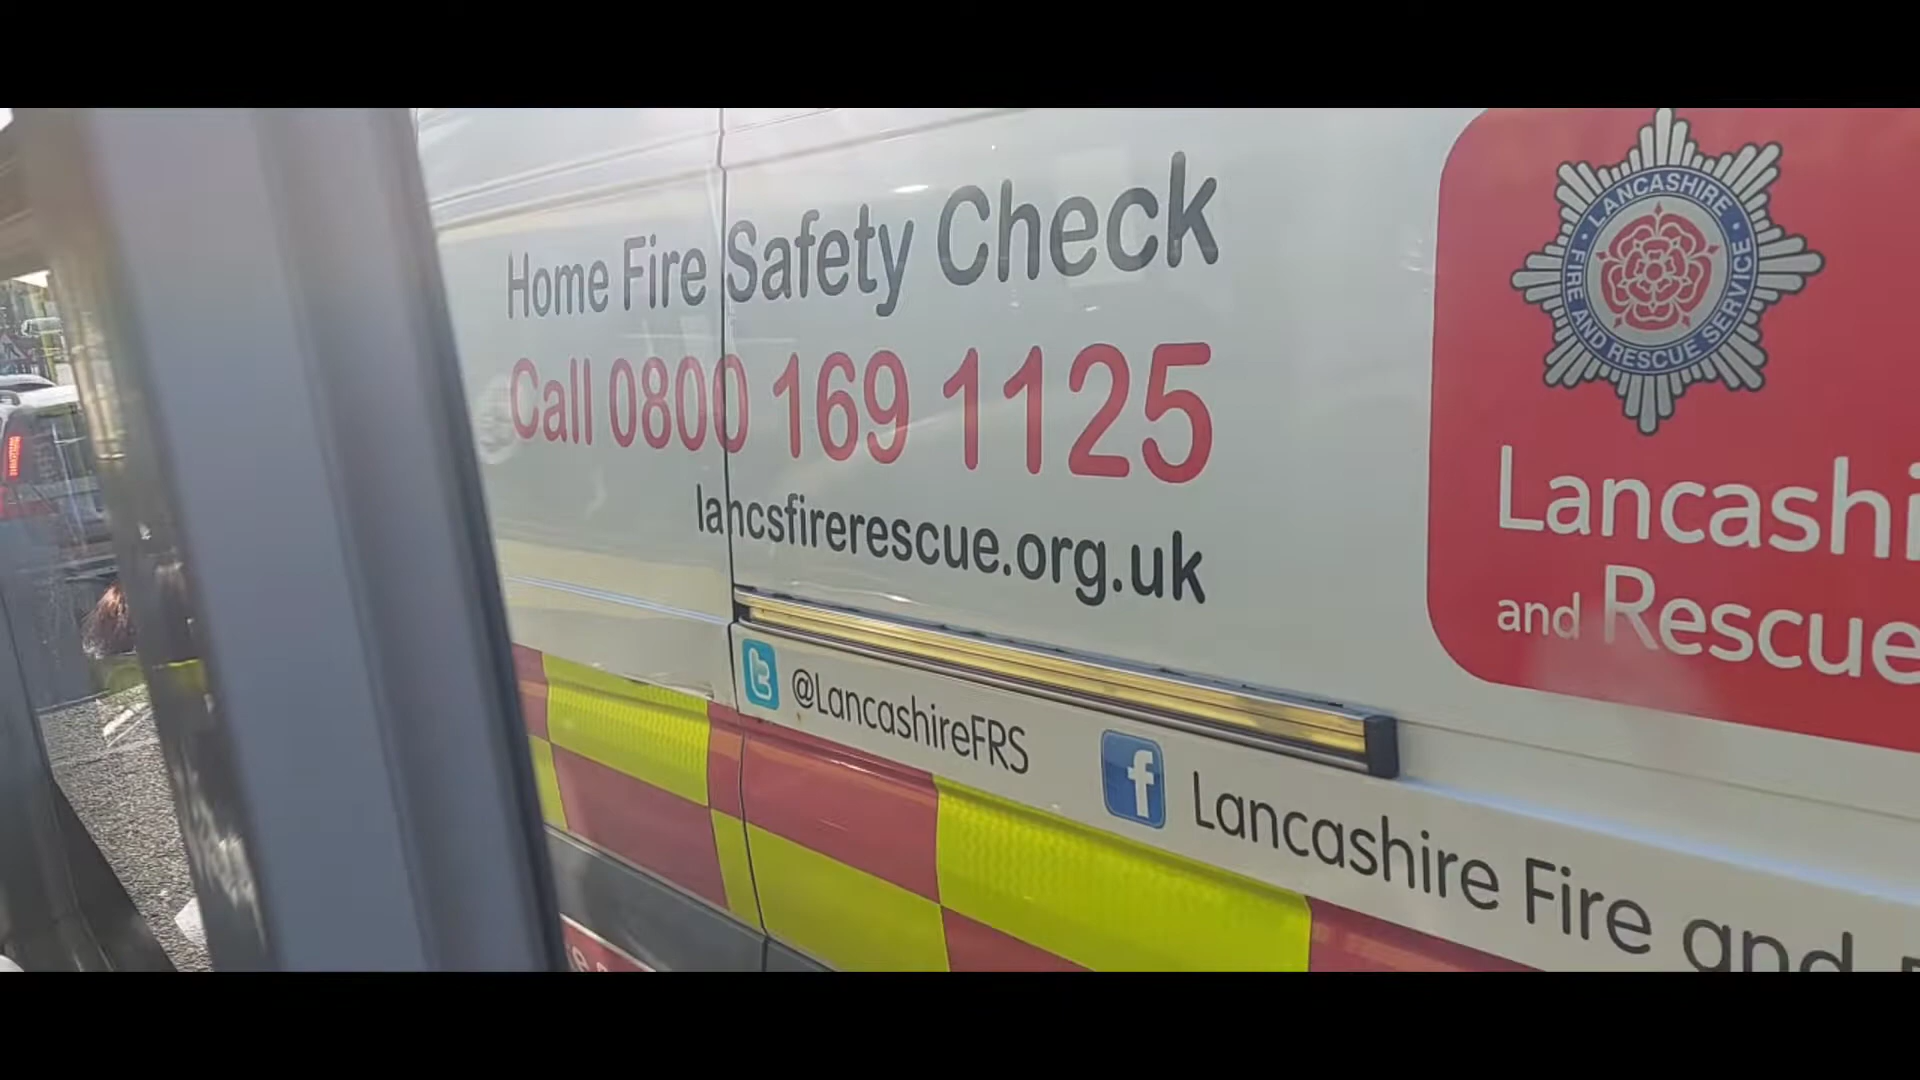 Home Fire Safety Check
Call 0800 169 1125
lancsfirerescue.org.uk
@LancashireFRS
Lancashire Fire and
LANCASHIRE
FIRE AND RESCUE SERVICE
Lancashi
and Rescue